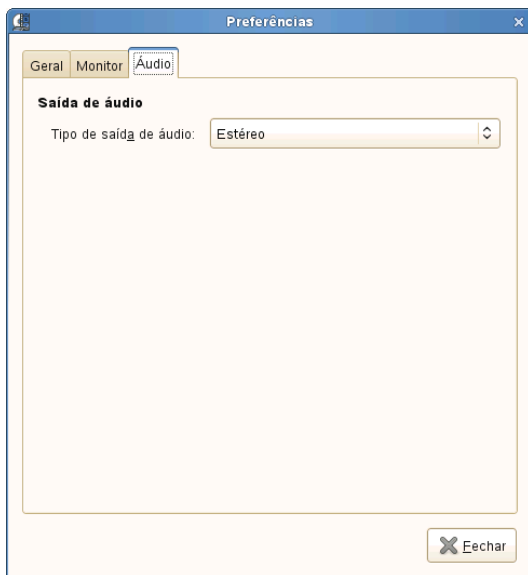 Preferências
Geral Monitor Áudio
Saída de áudio
Tipo de saída de áudio: Estéreo
Fechar